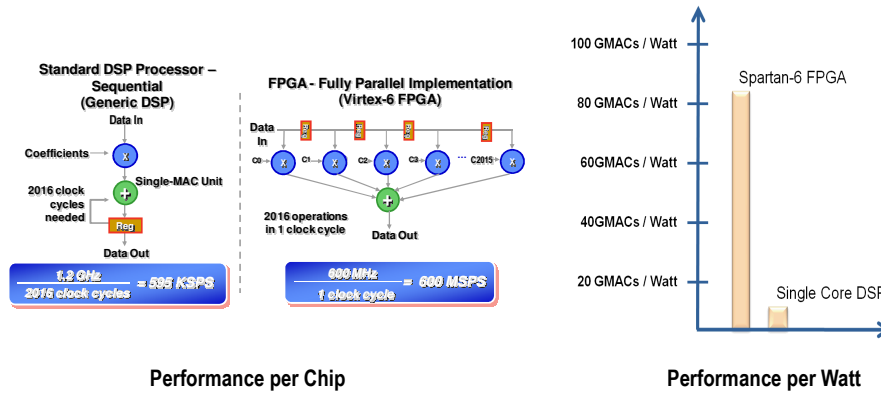 Standard DSP Processor –
Sequential
(Generic DSP)
Data In
Coefficients
X
Single-MAC Unit
+
2016 clock
cycles
needed
Reg
Data Out
1.2 GHz
2016 clock cycles
= 595 KSPS
FPGA - Fully Parallel Implementation
(Virtex-6 FPGA)
Data
In
Reg
Reg
Reg
Reg
C0
X
C1
X
C2
X
C3
X
... C2015
X
+
2016 operations
in 1 clock cycle
Data Out
600 MHz
1 clock cycle
= 600 MSPS
Performance per Chip
100 GMACs / Watt
80 GMACs / Watt
60GMACs / Watt
40GMACs / Watt
20 GMACs / Watt
Spartan-6 FPGA
Single Core DSP
Performance per Watt